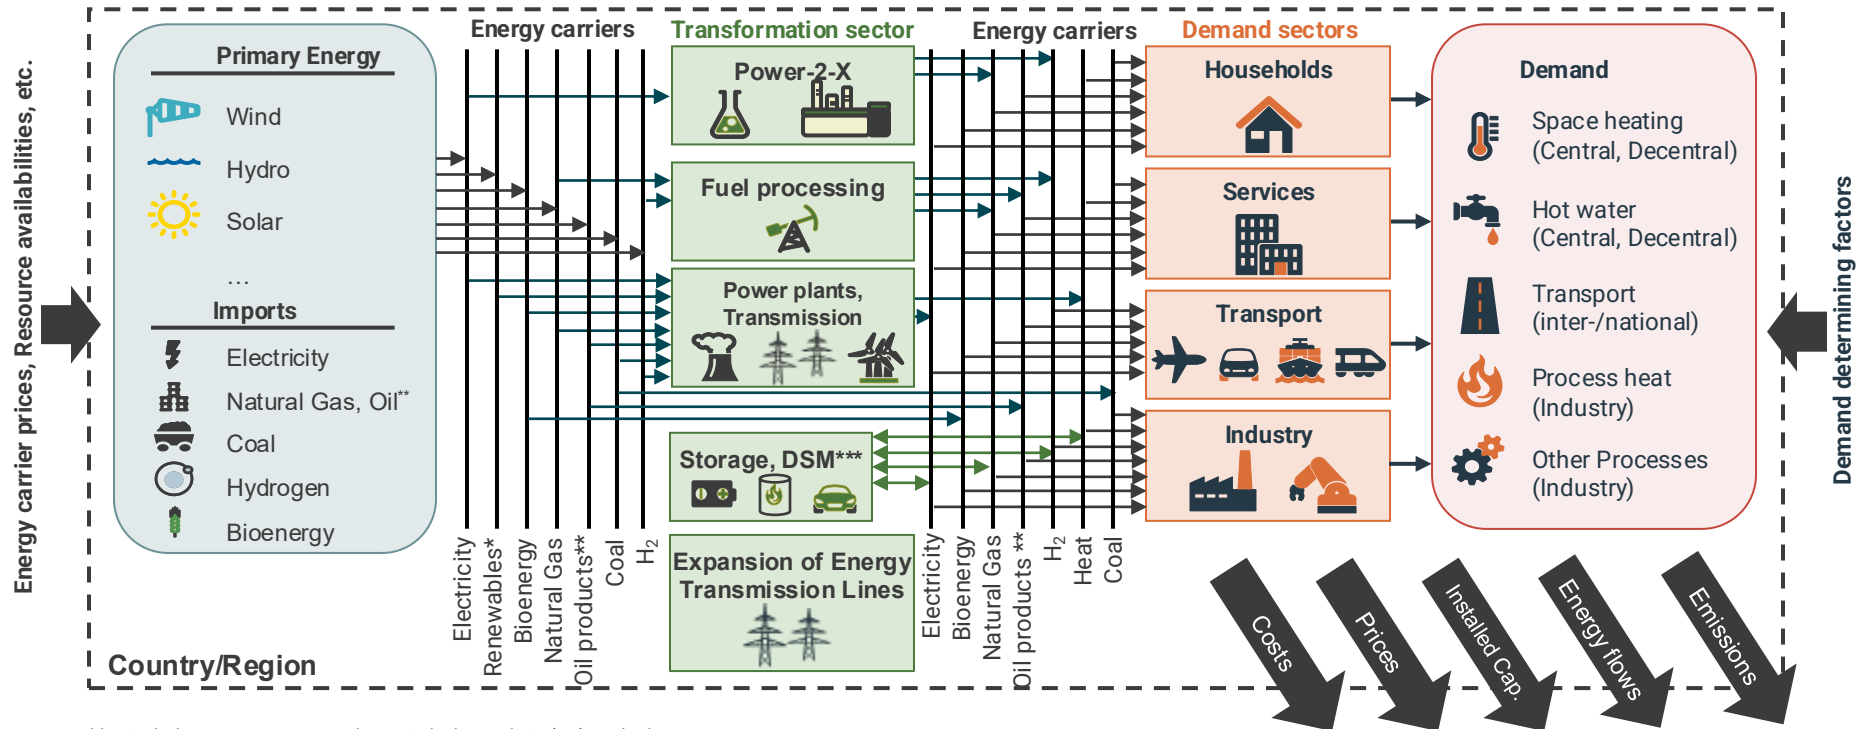 Energy carrier prices, Resource availabilities, etc.
Primary Energy
Wind
Hydro
Solar
...
Imports
Electricity
Natural Gas, Oil**
Coal
Hydrogen
Bioenergy
Country/Region
Energy carriers
Electricity
Renewables*
Bioenergy
Natural Gas
Oil products**
Coal
H2
Transformation sector
Power-2-X
Fuel processing
Power plants,
Transmission
Storage, DSM***
Expansion of Energy
Transmission Lines
Energy carriers
Electricity
Bioenergy
Natural Gas
Oil products **
H2
Heat
Coal
Demand sectors
Households
Services
Transport
Industry
Demand
Space heating
(Central, Decentral)
Hot water
(Central, Decentral)
Transport
(inter-/national)
Process heat
(Industry)
Other Processes
(Industry)
Demand determining factors
Costs
Prices
Installed Cap.
Energy flows
Emissions